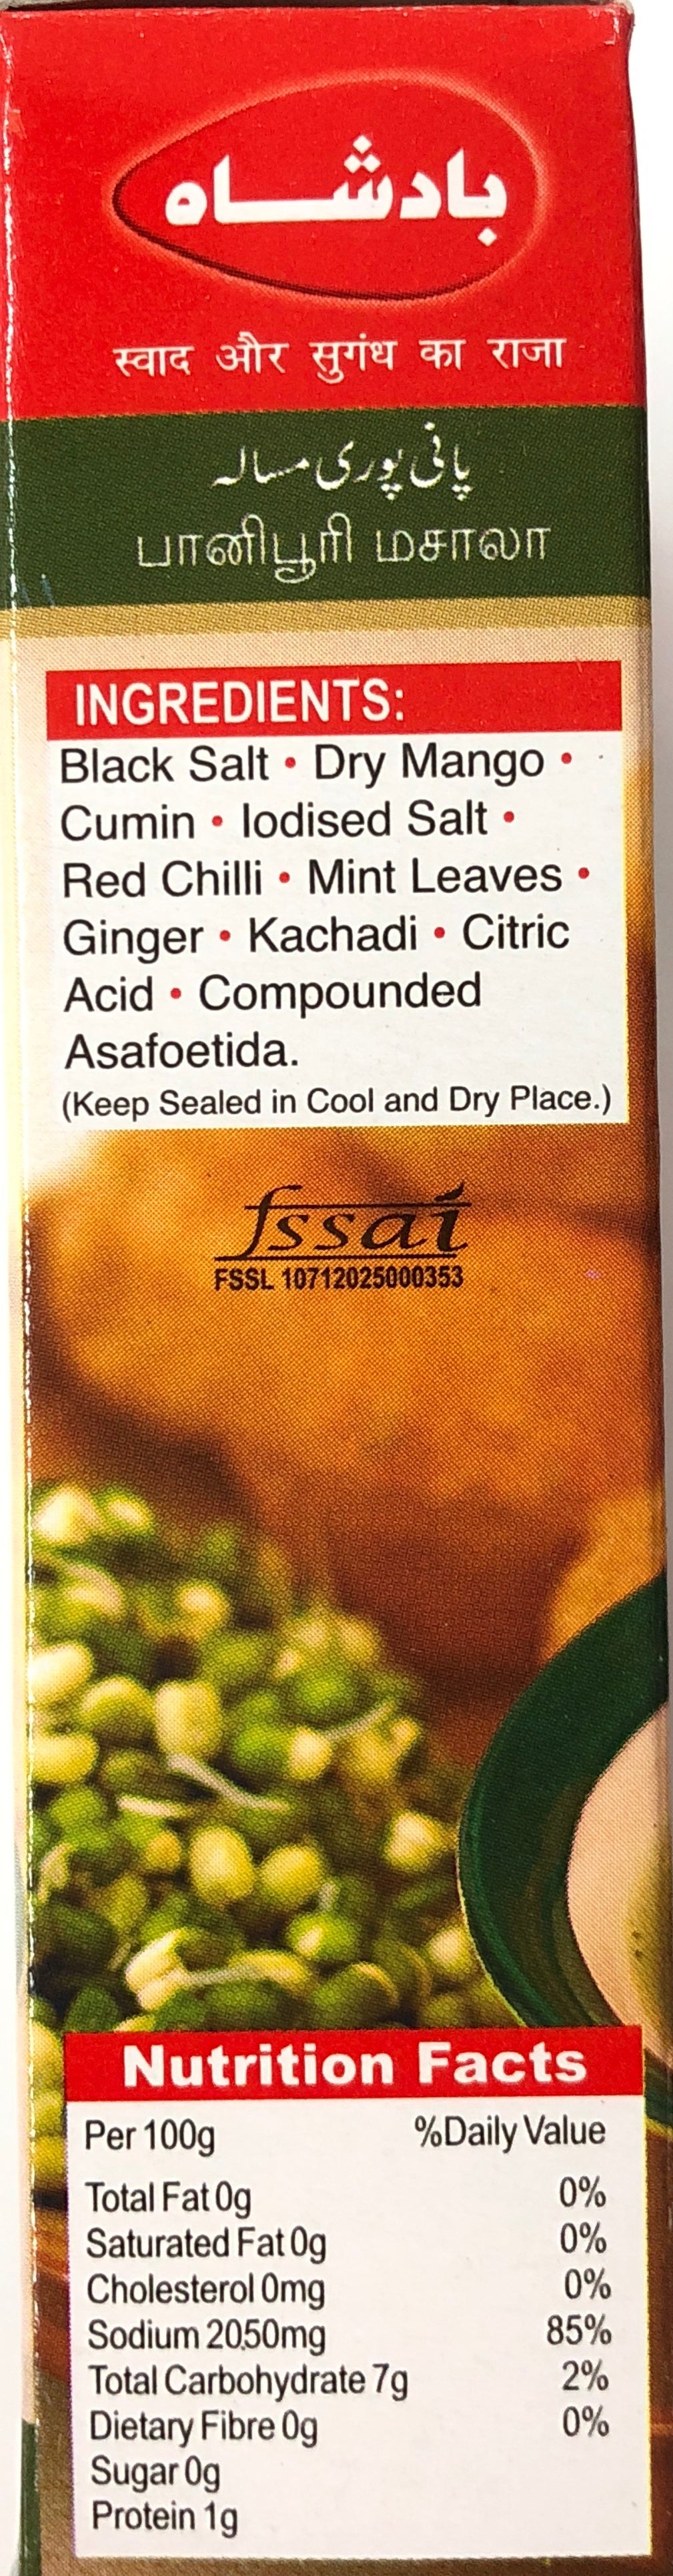 بادشاہ
स्वाद और सुगंध का राजा
پانی پوری مسالہ
பானிபூரி மசாலா
INGREDIENTS:
Black Salt • Dry Mango •
Cumin • Iodised Salt •
Red Chilli • Mint Leaves •
Ginger • Kachadi • Citric
Acid • Compounded
Asafoetida.
(Keep Sealed in Cool and Dry Place.)
fssai
FSSL 10712025000353
Nutrition Facts
Per 100g %Daily Value
Total Fat 0g 0%
Saturated Fat 0g 0%
Cholesterol 0mg 0%
Sodium 2050mg 85%
Total Carbohydrate 7g 2%
Dietary Fibre 0g 0%
Sugar 0g
Protein 1g